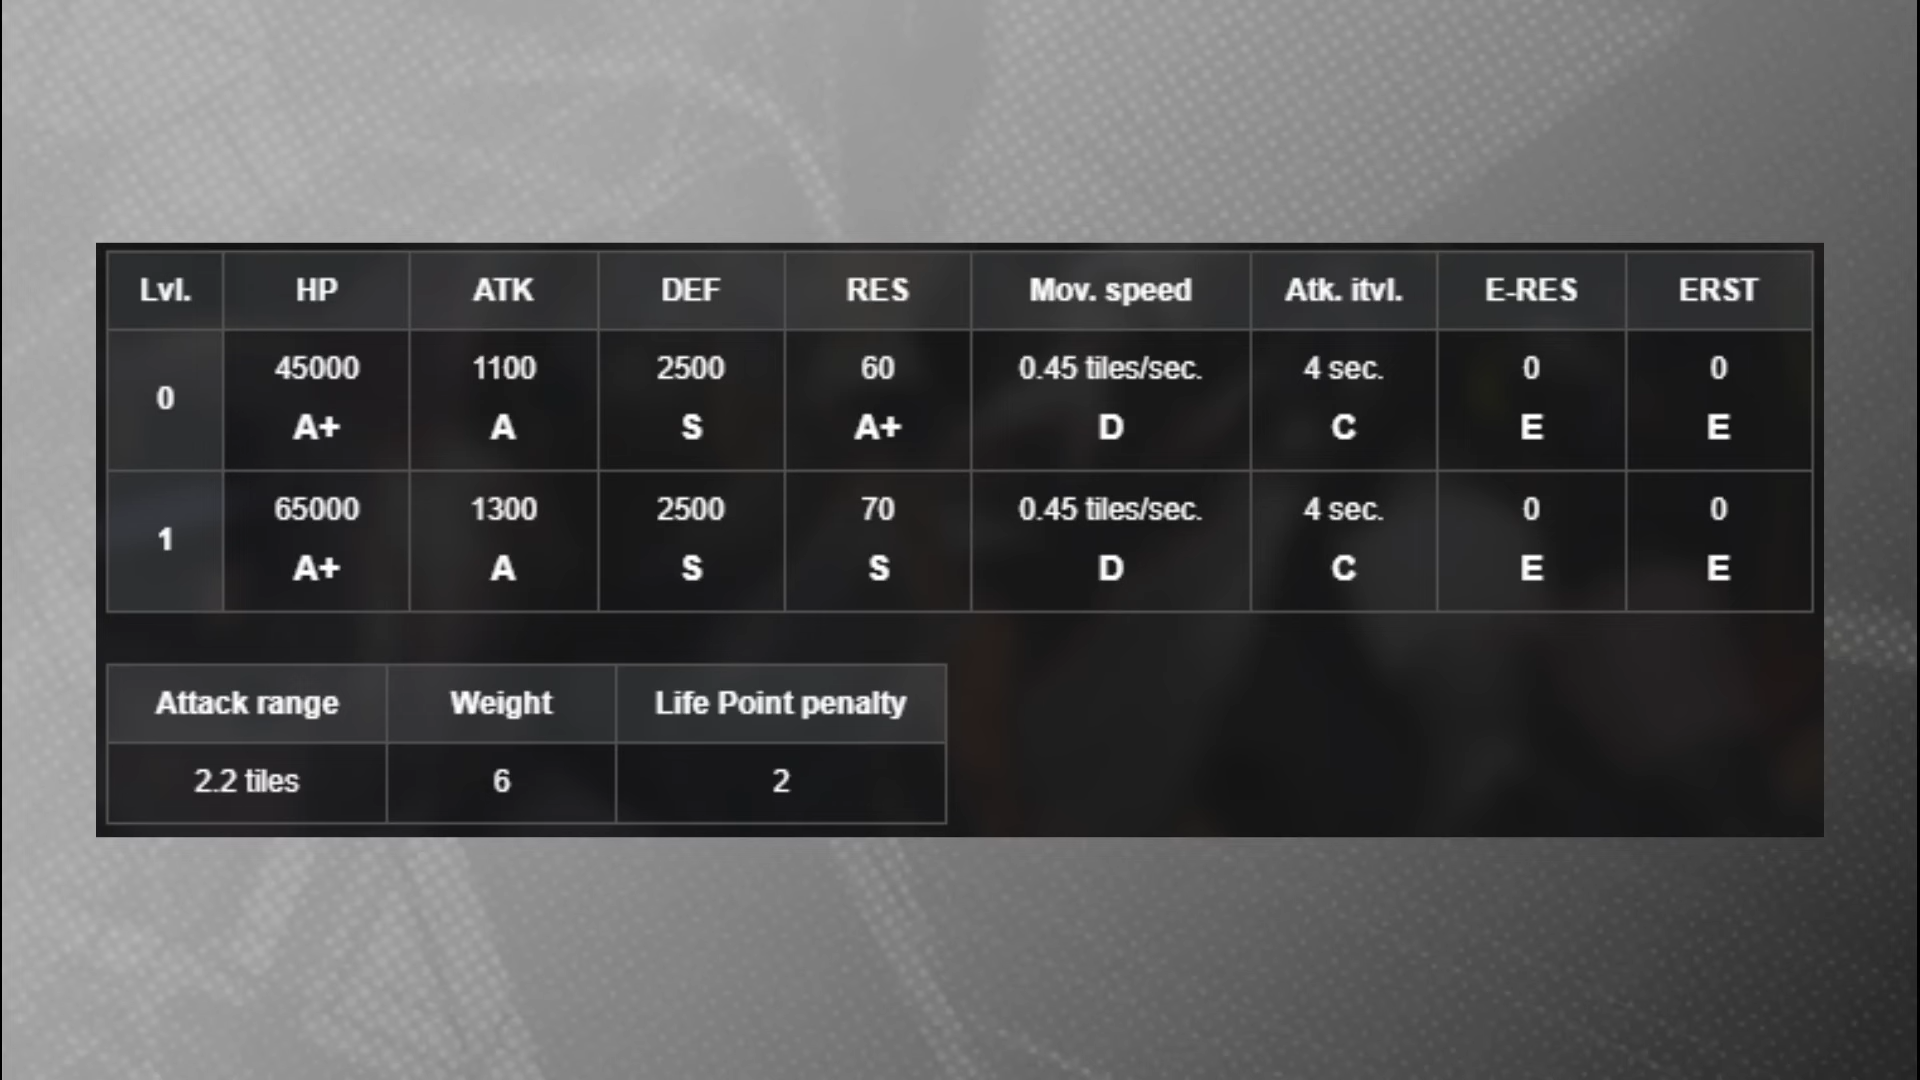 Lvl. HP ATK DEF RES Mov. speed Atk. itvl. E-RES ERST
0 45000 1100 2500 60 0.45 tiles/sec. 4 sec. 0 0
A+ A S A+ D C E E
1 65000 1300 2500 70 0.45 tiles/sec. 4 sec. 0 0
A+ A S S D C E E
Attack range Weight Life Point penalty
2.2 tiles 6 2